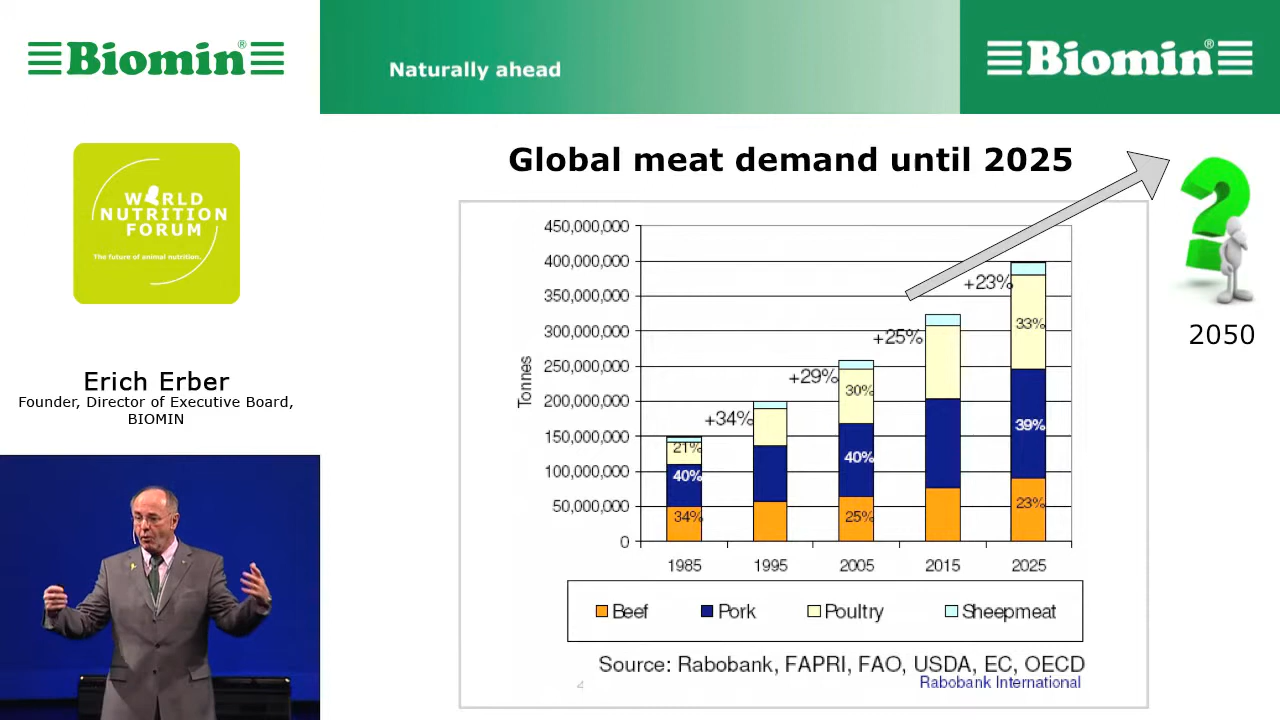 Biomin®
Naturally ahead
Biomin®
WORLD
NUTRITION
FORUM
The future of animal nutrition.
Erich Erber
Founder, Director of Executive Board,
BIOMIN
Global meat demand until 2025
2050
Tonnes
450,000,000
400,000,000
350,000,000
300,000,000
250,000,000
200,000,000
150,000,000
100,000,000
50,000,000
0
+34%
+29%
+25%
+23%
21%
40%
34%
30%
40%
25%
33%
39%
23%
1985 1995 2005 2015 2025
Beef Pork Poultry Sheepmeat
Source: Rabobank, FAPRI, FAO, USDA, EC, OECD
Rabobank International
4